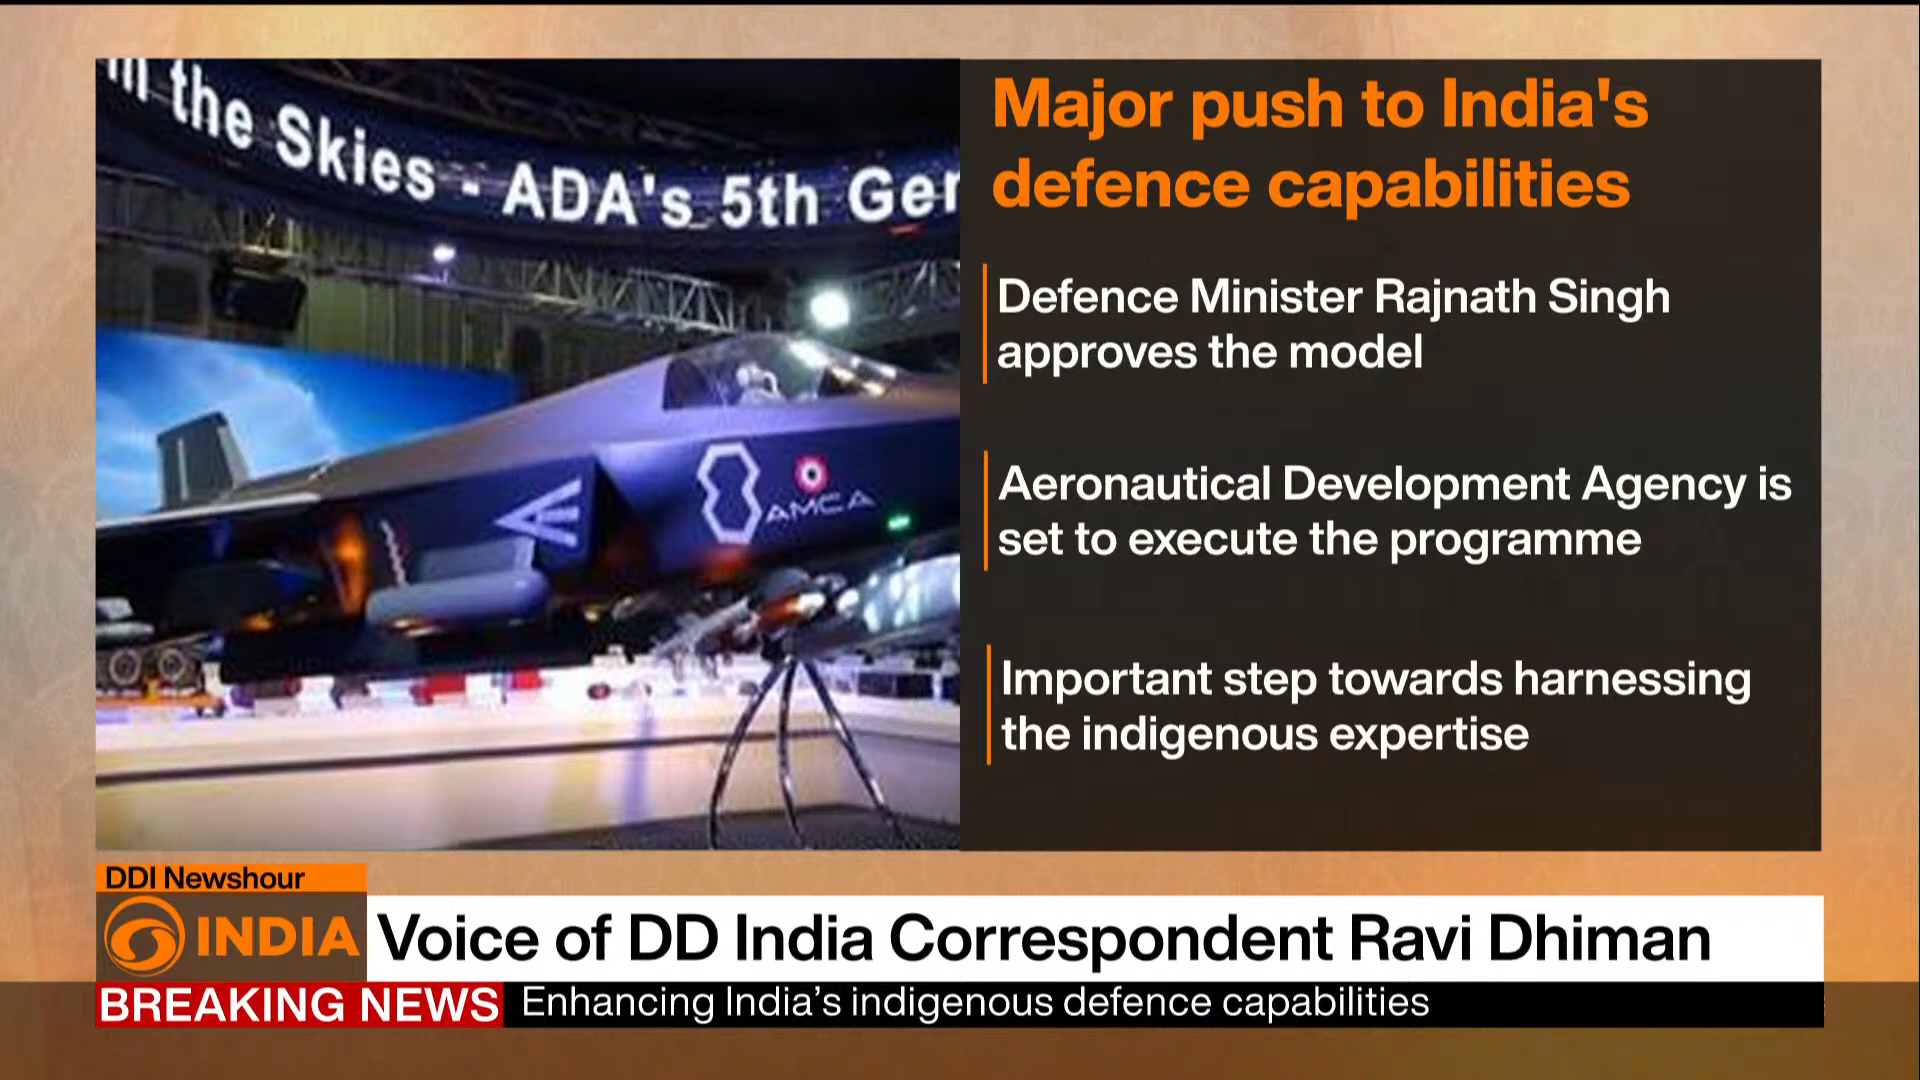 the Skies - ADA's 5th Gen
AMCA
Major push to India's
defence capabilities
Defence Minister Rajnath Singh
approves the model
Aeronautical Development Agency is
set to execute the programme
Important step towards harnessing
the indigenous expertise
DDI Newshour
INDIA
Voice of DD India Correspondent Ravi Dhiman
BREAKING NEWS
Enhancing India’s indigenous defence capabilities